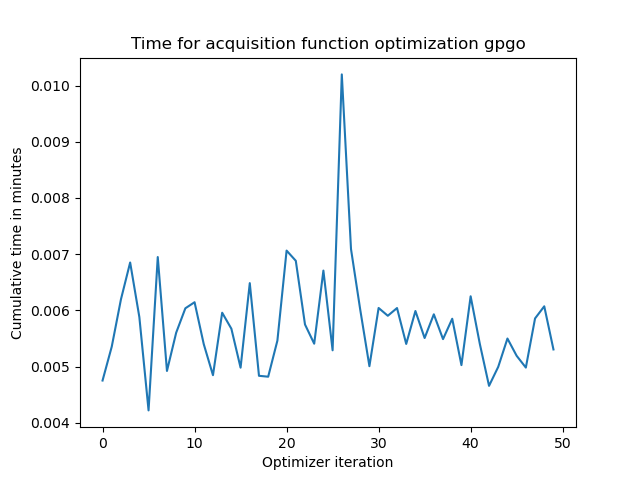 Time for acquisition function optimization gpgo
0.010
0.009
0.008
0.007
0.006
0.005
0.004
Cumulative time in minutes
0 10 20 30 40 50
Optimizer iteration